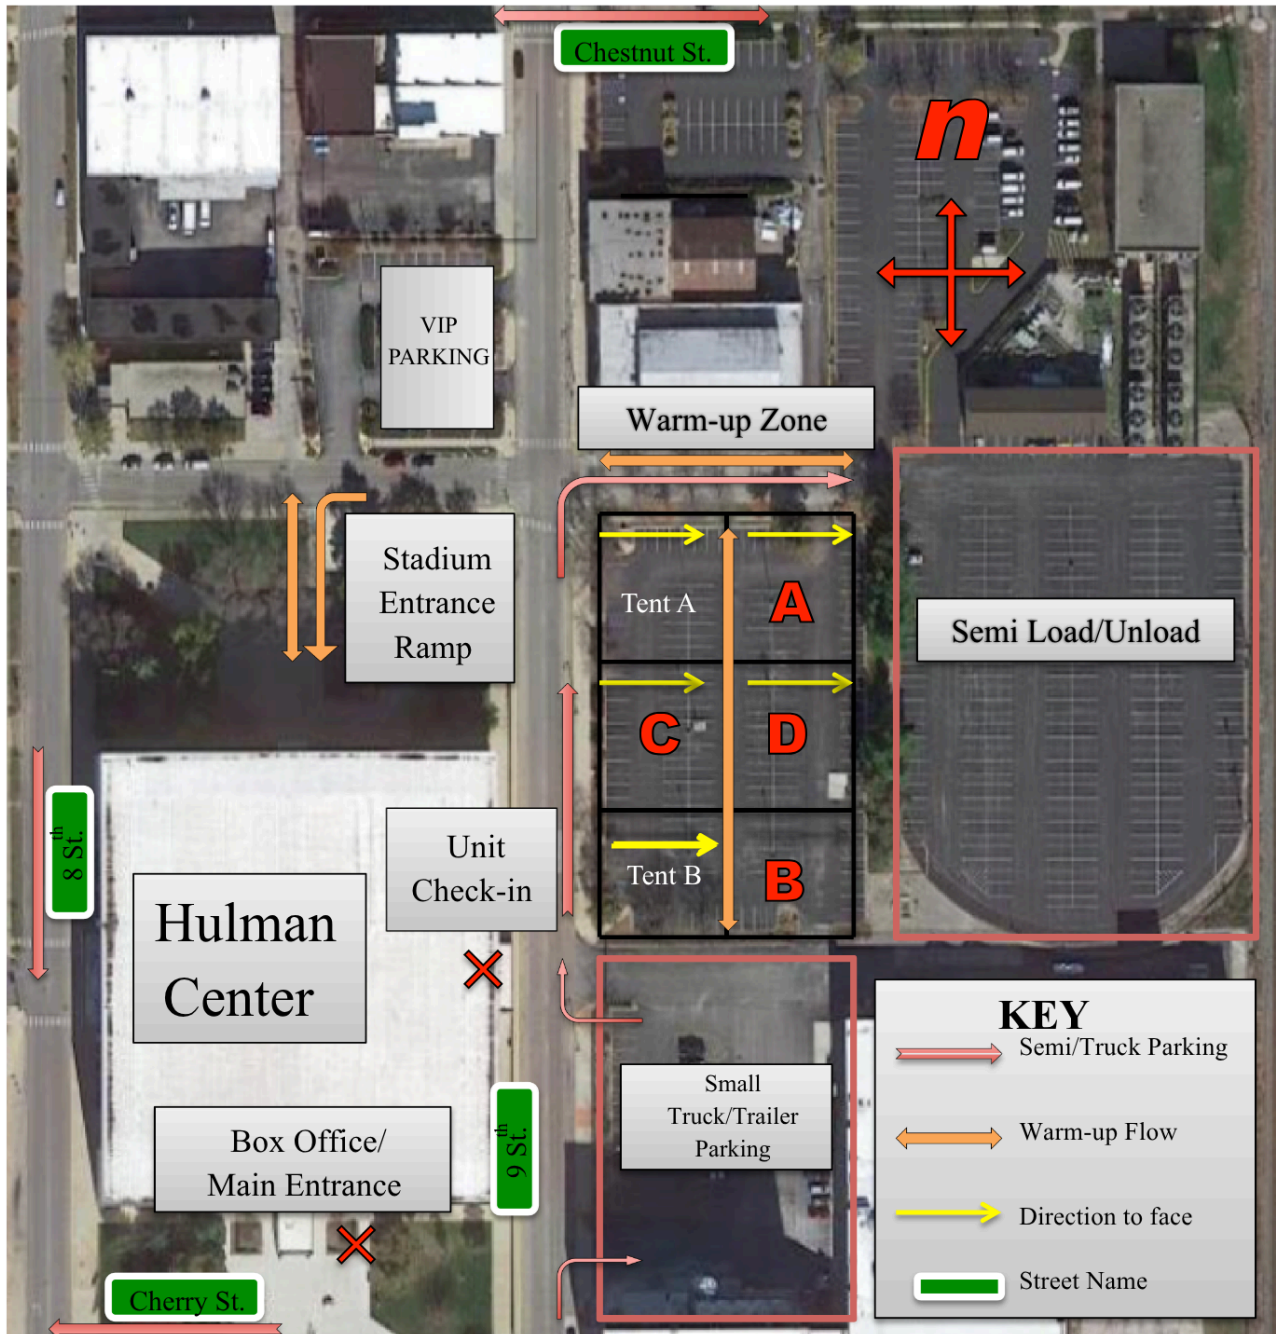 Chestnut St.
n
VIP
PARKING
Warm-up Zone
Stadium
Entrance
Ramp
Tent A
A
Semi Load/Unload
C
D
8th St.
Unit
Check-in
Tent B
B
Hulman
Center
KEY
Semi/Truck Parking
Warm-up Flow
Direction to face
Street Name
Small
Truck/Trailer
Parking
9th St.
Box Office/
Main Entrance
Cherry St.